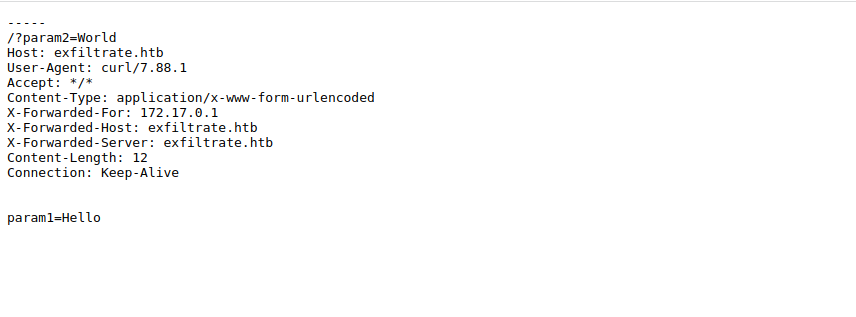 -----
/?param2=World
Host: exfiltrate.htb
User-Agent: curl/7.88.1
Accept: */*
Content-Type: application/x-www-form-urlencoded
X-Forwarded-For: 172.17.0.1
X-Forwarded-Host: exfiltrate.htb
X-Forwarded-Server: exfiltrate.htb
Content-Length: 12
Connection: Keep-Alive
param1=Hello